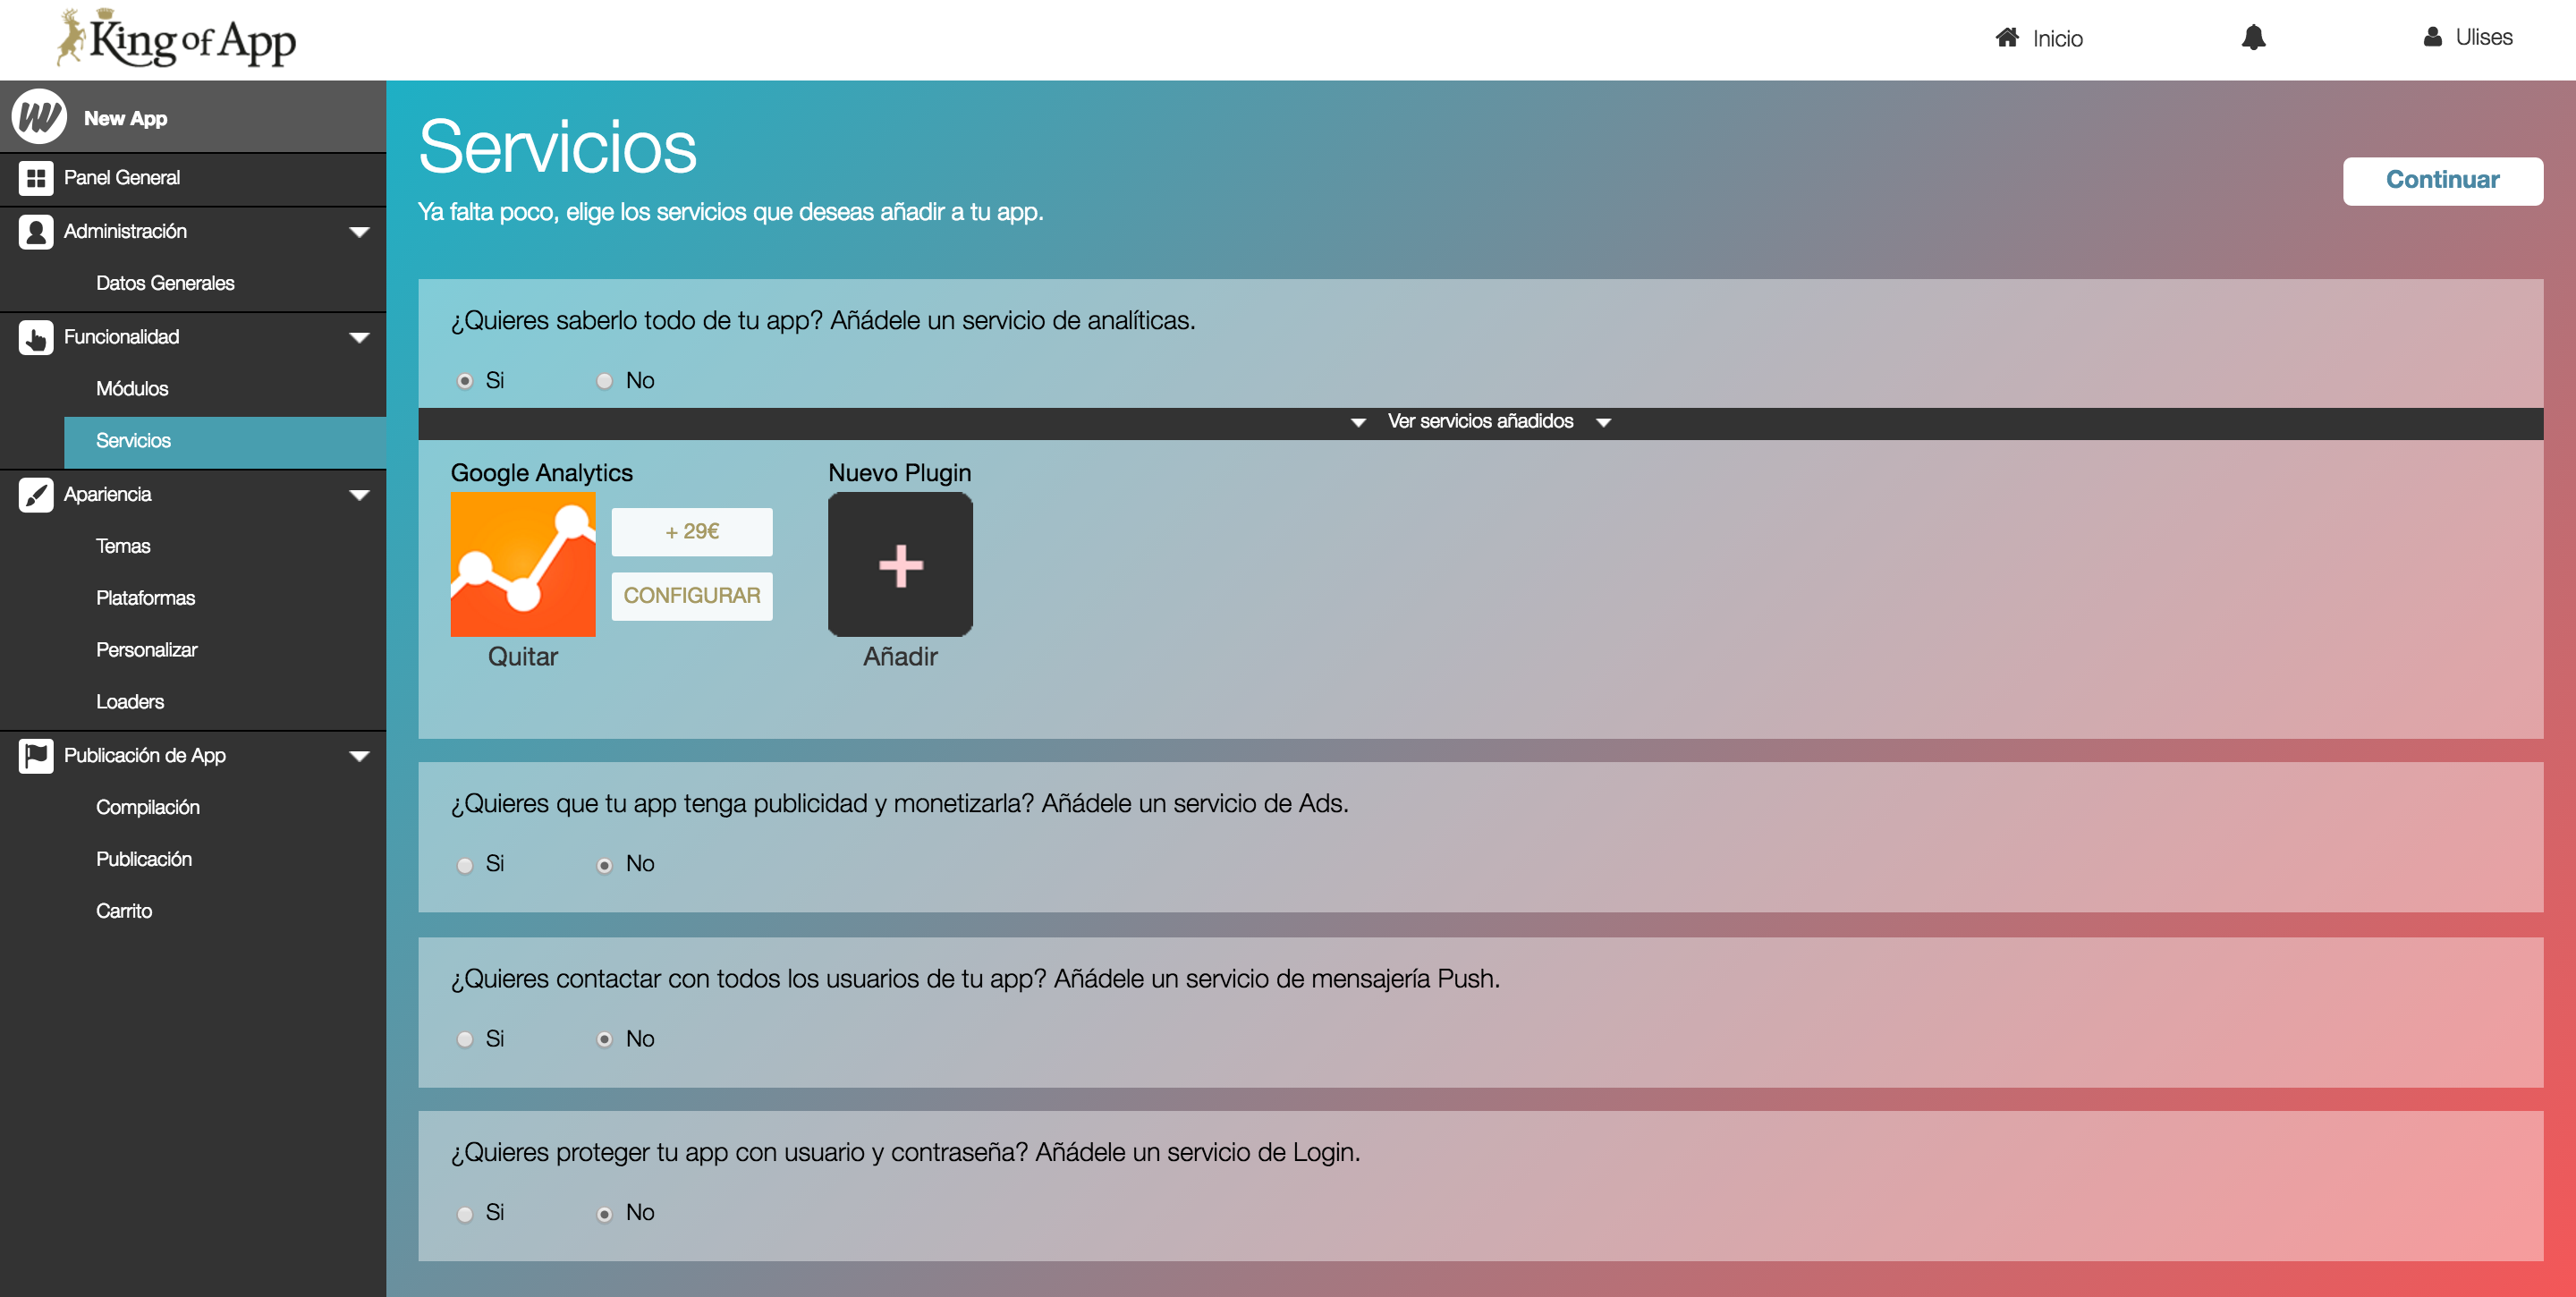 King of App
Inicio
Ulises
New App
Panel General
Administración
Datos Generales
Funcionalidad
Módulos
Servicios
Apariencia
Temas
Plataformas
Personalizar
Loaders
Publicación de App
Compilación
Publicación
Carrito
Servicios
Ya falta poco, elige los servicios que deseas añadir a tu app.
Continuar
¿Quieres saberlo todo de tu app? Añádele un servicio de analíticas.
Si No
Ver servicios añadidos
Google Analytics
+ 29€
CONFIGURAR
Quitar
Nuevo Plugin
Añadir
¿Quieres que tu app tenga publicidad y monetizarla? Añádele un servicio de Ads.
Si No
¿Quieres contactar con todos los usuarios de tu app? Añádele un servicio de mensajería Push.
Si No
¿Quieres proteger tu app con usuario y contraseña? Añádele un servicio de Login.
Si No